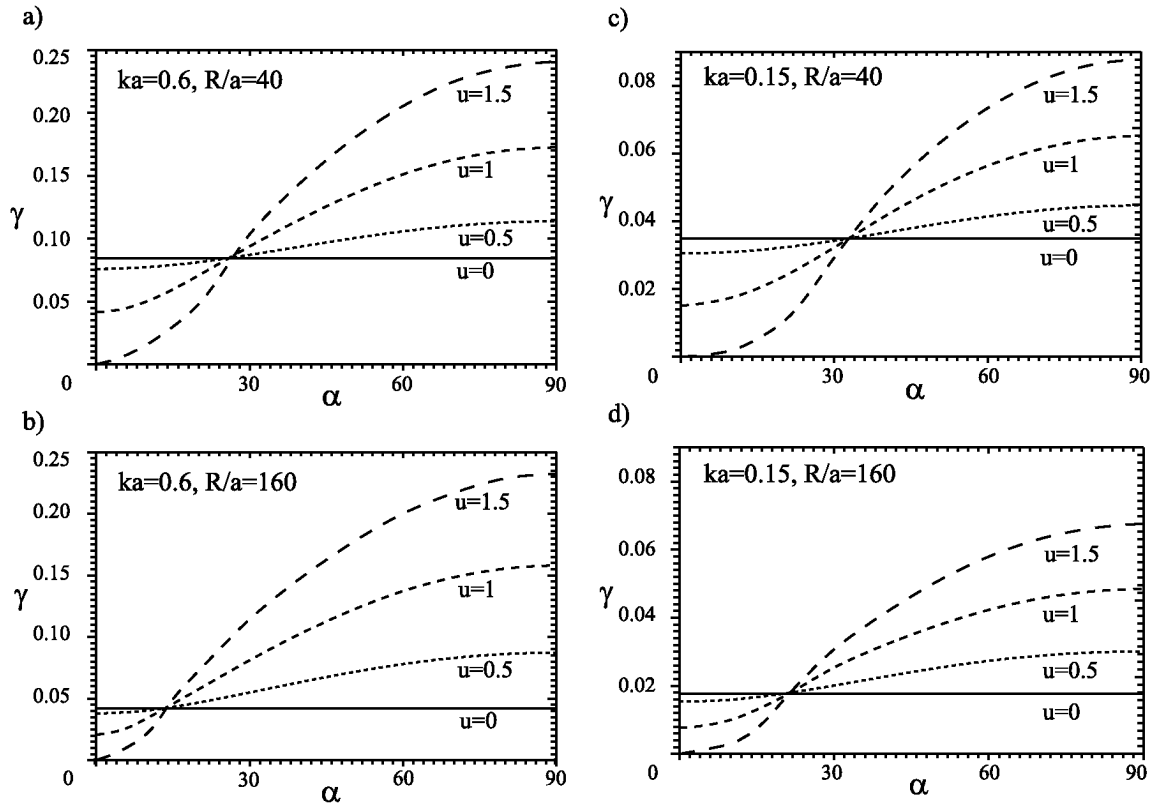 a)
ka=0.6, R/a=40
0.25
0.20
0.15
0.10
0.05
0
γ
u=1.5
u=1
u=0.5
u=0
30
60
90
α
c)
ka=0.15, R/a=40
0.08
0.06
0.04
0.02
0
γ
u=1.5
u=1
u=0.5
u=0
30
60
90
α
b)
ka=0.6, R/a=160
0.25
0.20
0.15
0.10
0.05
0
γ
u=1.5
u=1
u=0.5
u=0
30
60
90
α
d)
ka=0.15, R/a=160
0.08
0.06
0.04
0.02
0
γ
u=1.5
u=1
u=0.5
u=0
30
60
90
α